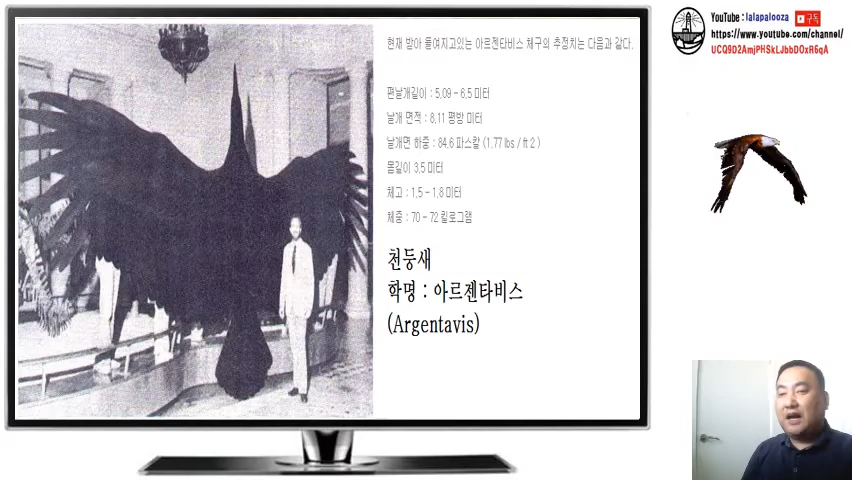 현재 받아 들여지고있는 아르젠타비스 체구의 추정치는 다음과 같다.
편날개길이 : 5.09 - 6.5 미터
날개 면적 : 8.11 평방 미터
날개면 하중 : 84.6 파스칼 (1.77 lbs / ft 2 )
몸길이 3.5 미터
체고 : 1.5 - 1.8 미터
체중 : 70 - 72 킬로그램
천둥새
학명 : 아르젠타비스
(Argentavis)
YouTube : lalapalooza 구독
https://www.youtube.com/channel/
UCQ9D2AmjPHSkLJbbDOxR6qA